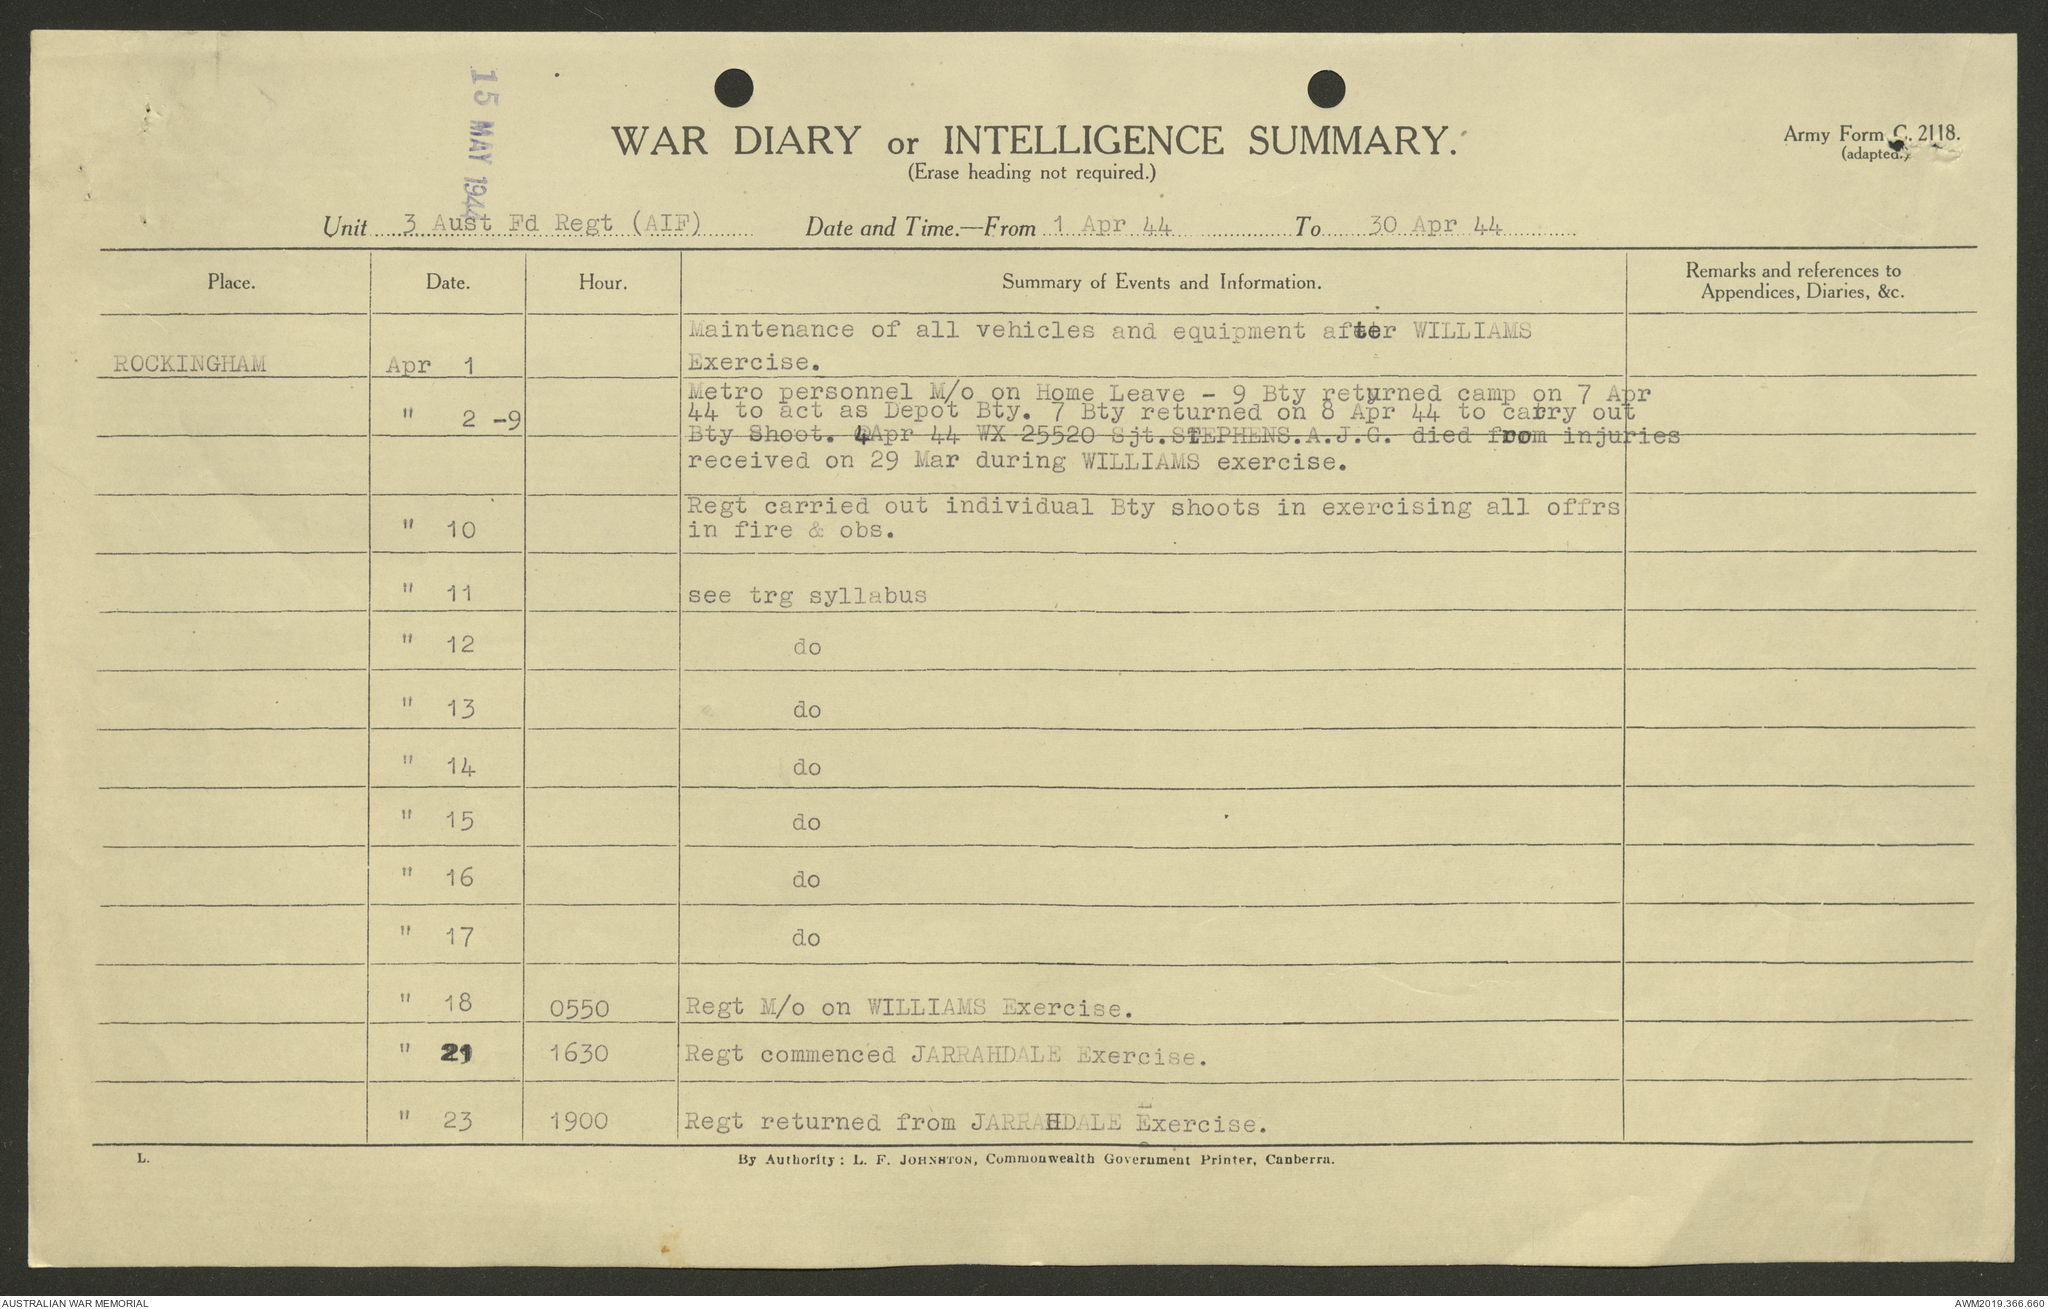 15 MAY 1944
WAR DIARY or INTELLIGENCE SUMMARY.
(Erase heading not required.)
Army Form C. 2118.
(adapted.)
Unit 3 Aust Fd Regt (AIF) Date and Time.—From 1 Apr 44 To 30 Apr 44
Place. Date. Hour. Summary of Events and Information. Remarks and references to
Appendices, Diaries, &c.
Maintenance of all vehicles and equipment after WILLIAMS
ROCKINGHAM Apr 1 Exercise.
Metro personnel M/o on Home Leave - 9 Bty returned camp on 7 Apr
" 2 -9 44 to act as Depot Bty. 7 Bty returned on 8 Apr 44 to carry out
Bty Shoot. 4 Apr 44 WX 25520 Sjt. STEPHENS.A.J.G. died from injuries
received on 29 Mar during WILLIAMS exercise.
Regt carried out individual Bty shoots in exercising all offrs
" 10 in fire & obs.
" 11 see trg syllabus
" 12 do
" 13 do
" 14 do
" 15 do
" 16 do
" 17 do
" 18 0550 Regt M/o on WILLIAMS Exercise.
" 21 1630 Regt commenced JARRAHDALE Exercise.
" 23 1900 Regt returned from JARRAHDALE Exercise.
L. By Authority: L. F. JOHNSTON, Commonwealth Government Printer, Canberra.
AUSTRALIAN WAR MEMORIAL AWM2019.366.660